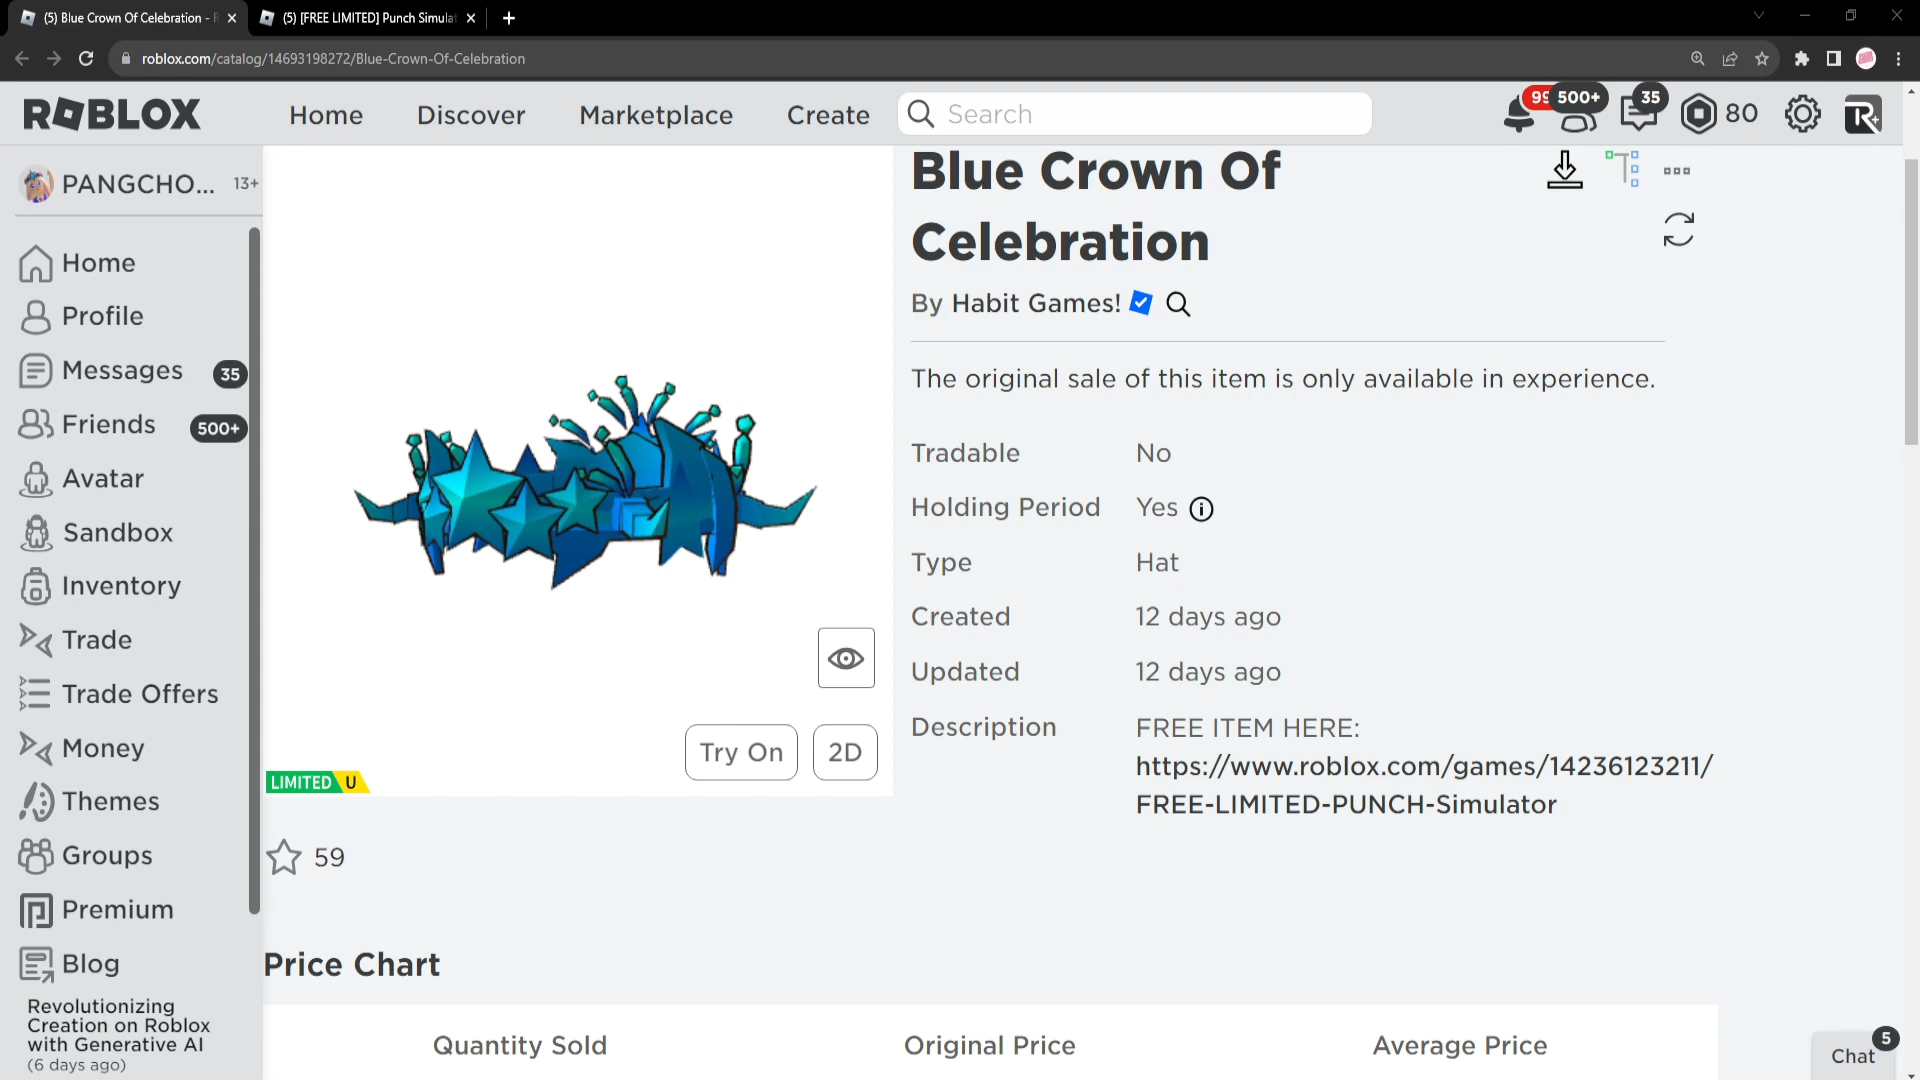 (5) Blue Crown Of Celebration -
(5) [FREE LIMITED] Punch Simulat
roblox.com/catalog/14693198272/Blue-Crown-Of-Celebration
ROBLOX
Home
Discover
Marketplace
Create
Search
99
500+
35
80
PANGCHO...
13+
Home
Profile
Messages
35
Friends
500+
Avatar
Sandbox
Inventory
Trade
Trade Offers
Money
Themes
Groups
Premium
Blog
Revolutionizing
Creation on Roblox
with Generative AI
(6 days ago)
Try On
2D
LIMITED U
59
Blue Crown Of
Celebration
By Habit Games!
The original sale of this item is only available in experience.
Tradable No
Holding Period Yes
Type Hat
Created 12 days ago
Updated 12 days ago
Description FREE ITEM HERE:
https://www.roblox.com/games/14236123211/
FREE-LIMITED-PUNCH-Simulator
Price Chart
Quantity Sold
Original Price
Average Price
Chat
5